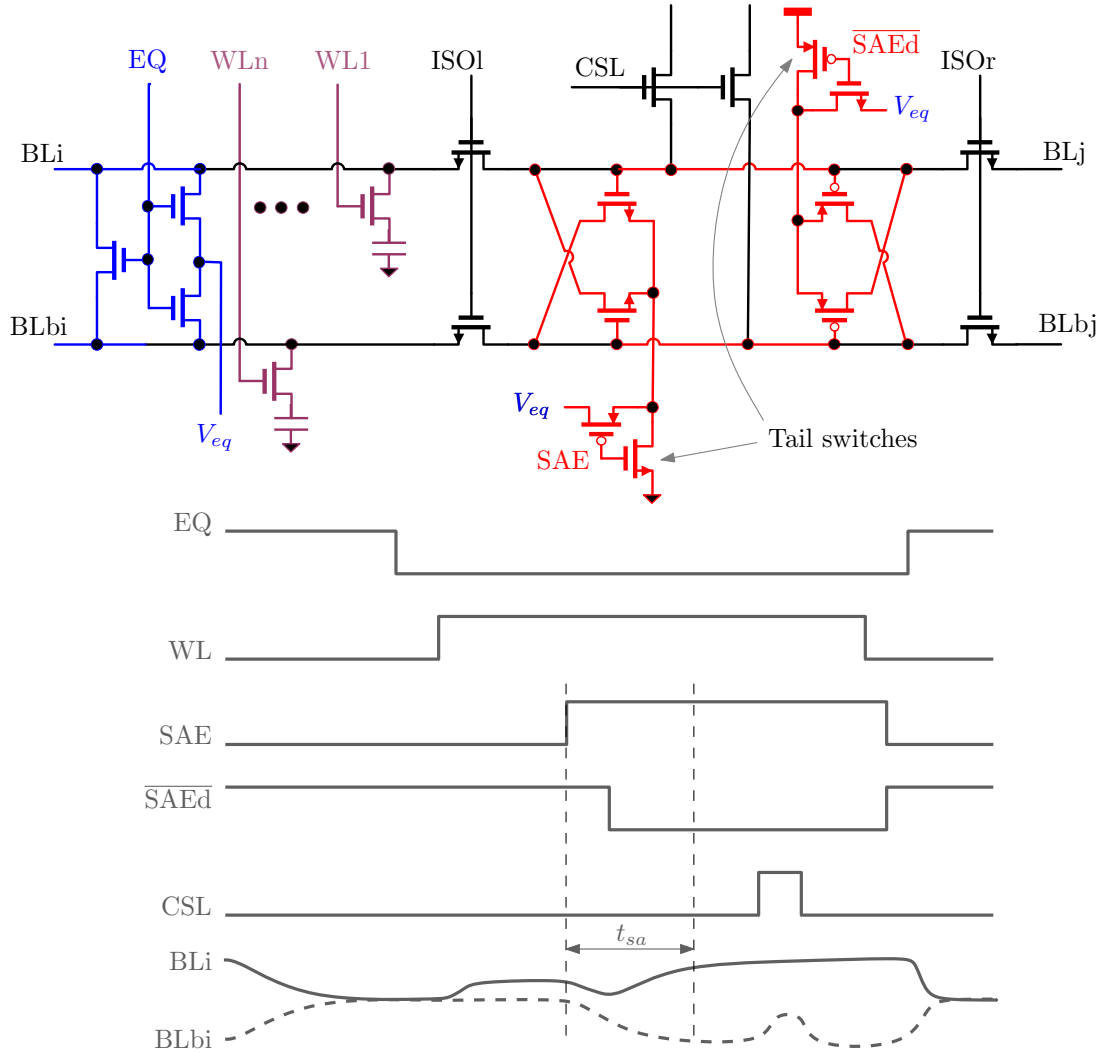 SAEd
EQ WLn WL1 ISOl CSL ISOr
V_eq
BLi BLj
BLbi BLbj
V_eq V_eq
Tail switches
SAE
EQ
WL
SAE
SAEd
CSL
t_sa
BLi
BLbi